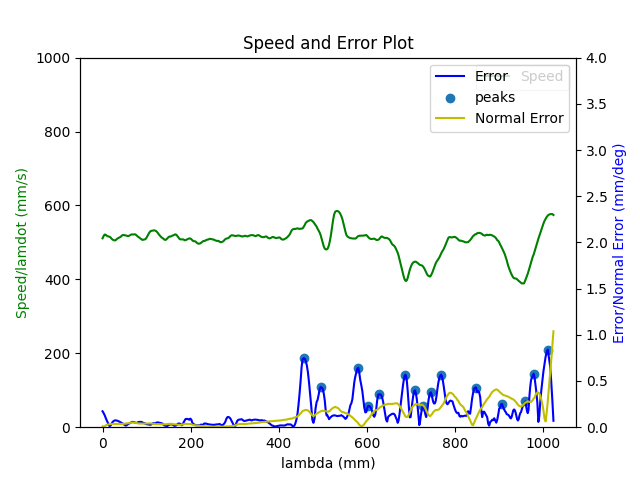 Speed and Error Plot
1000
800
600
400
200
0
Speed/lamdot (mm/s)
4.0
3.5
3.0
2.5
2.0
1.5
1.0
0.5
0.0
Error/Normal Error (mm/deg)
Error
Speed
peaks
Normal Error
0
200
400
600
800
1000
lambda (mm)